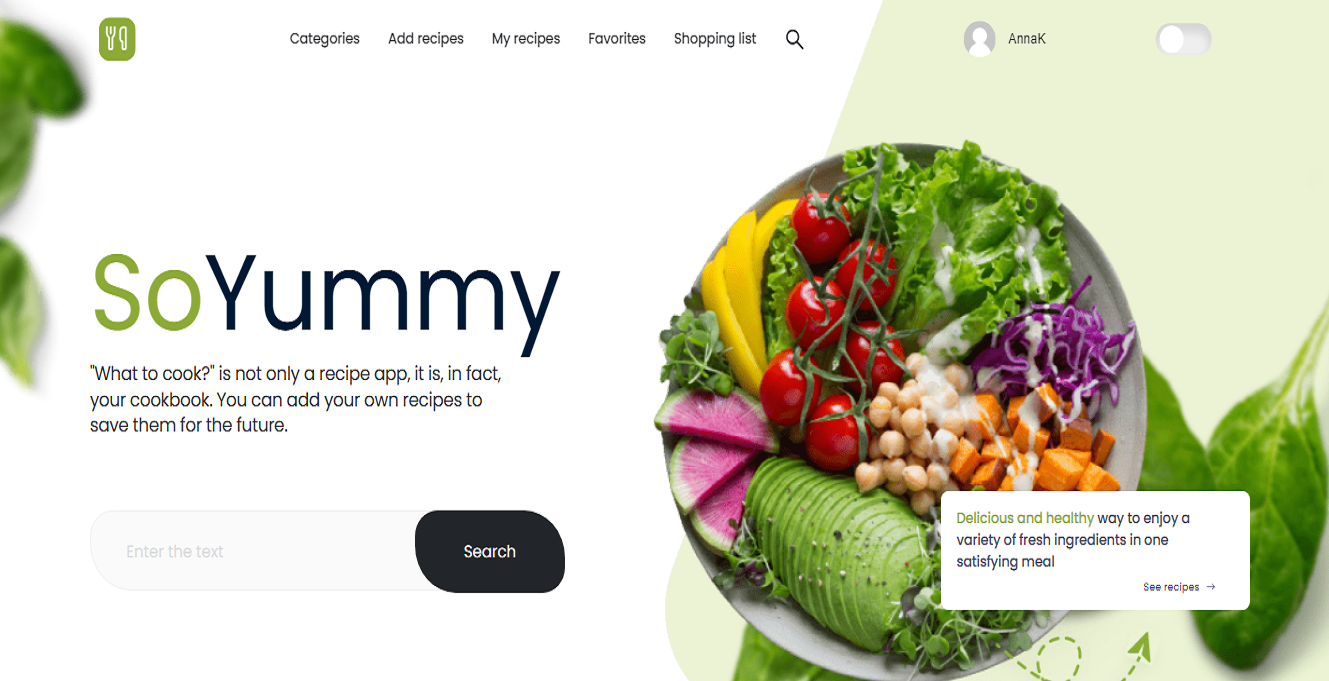 Categories Add recipes My recipes Favorites Shopping list AnnaK
SoYummy
"What to cook?" is not only a recipe app, it is, in fact,
your cookbook. You can add your own recipes to
save them for the future.
Enter the text Search
Delicious and healthy way to enjoy a
variety of fresh ingredients in one
satisfying meal
See recipes →